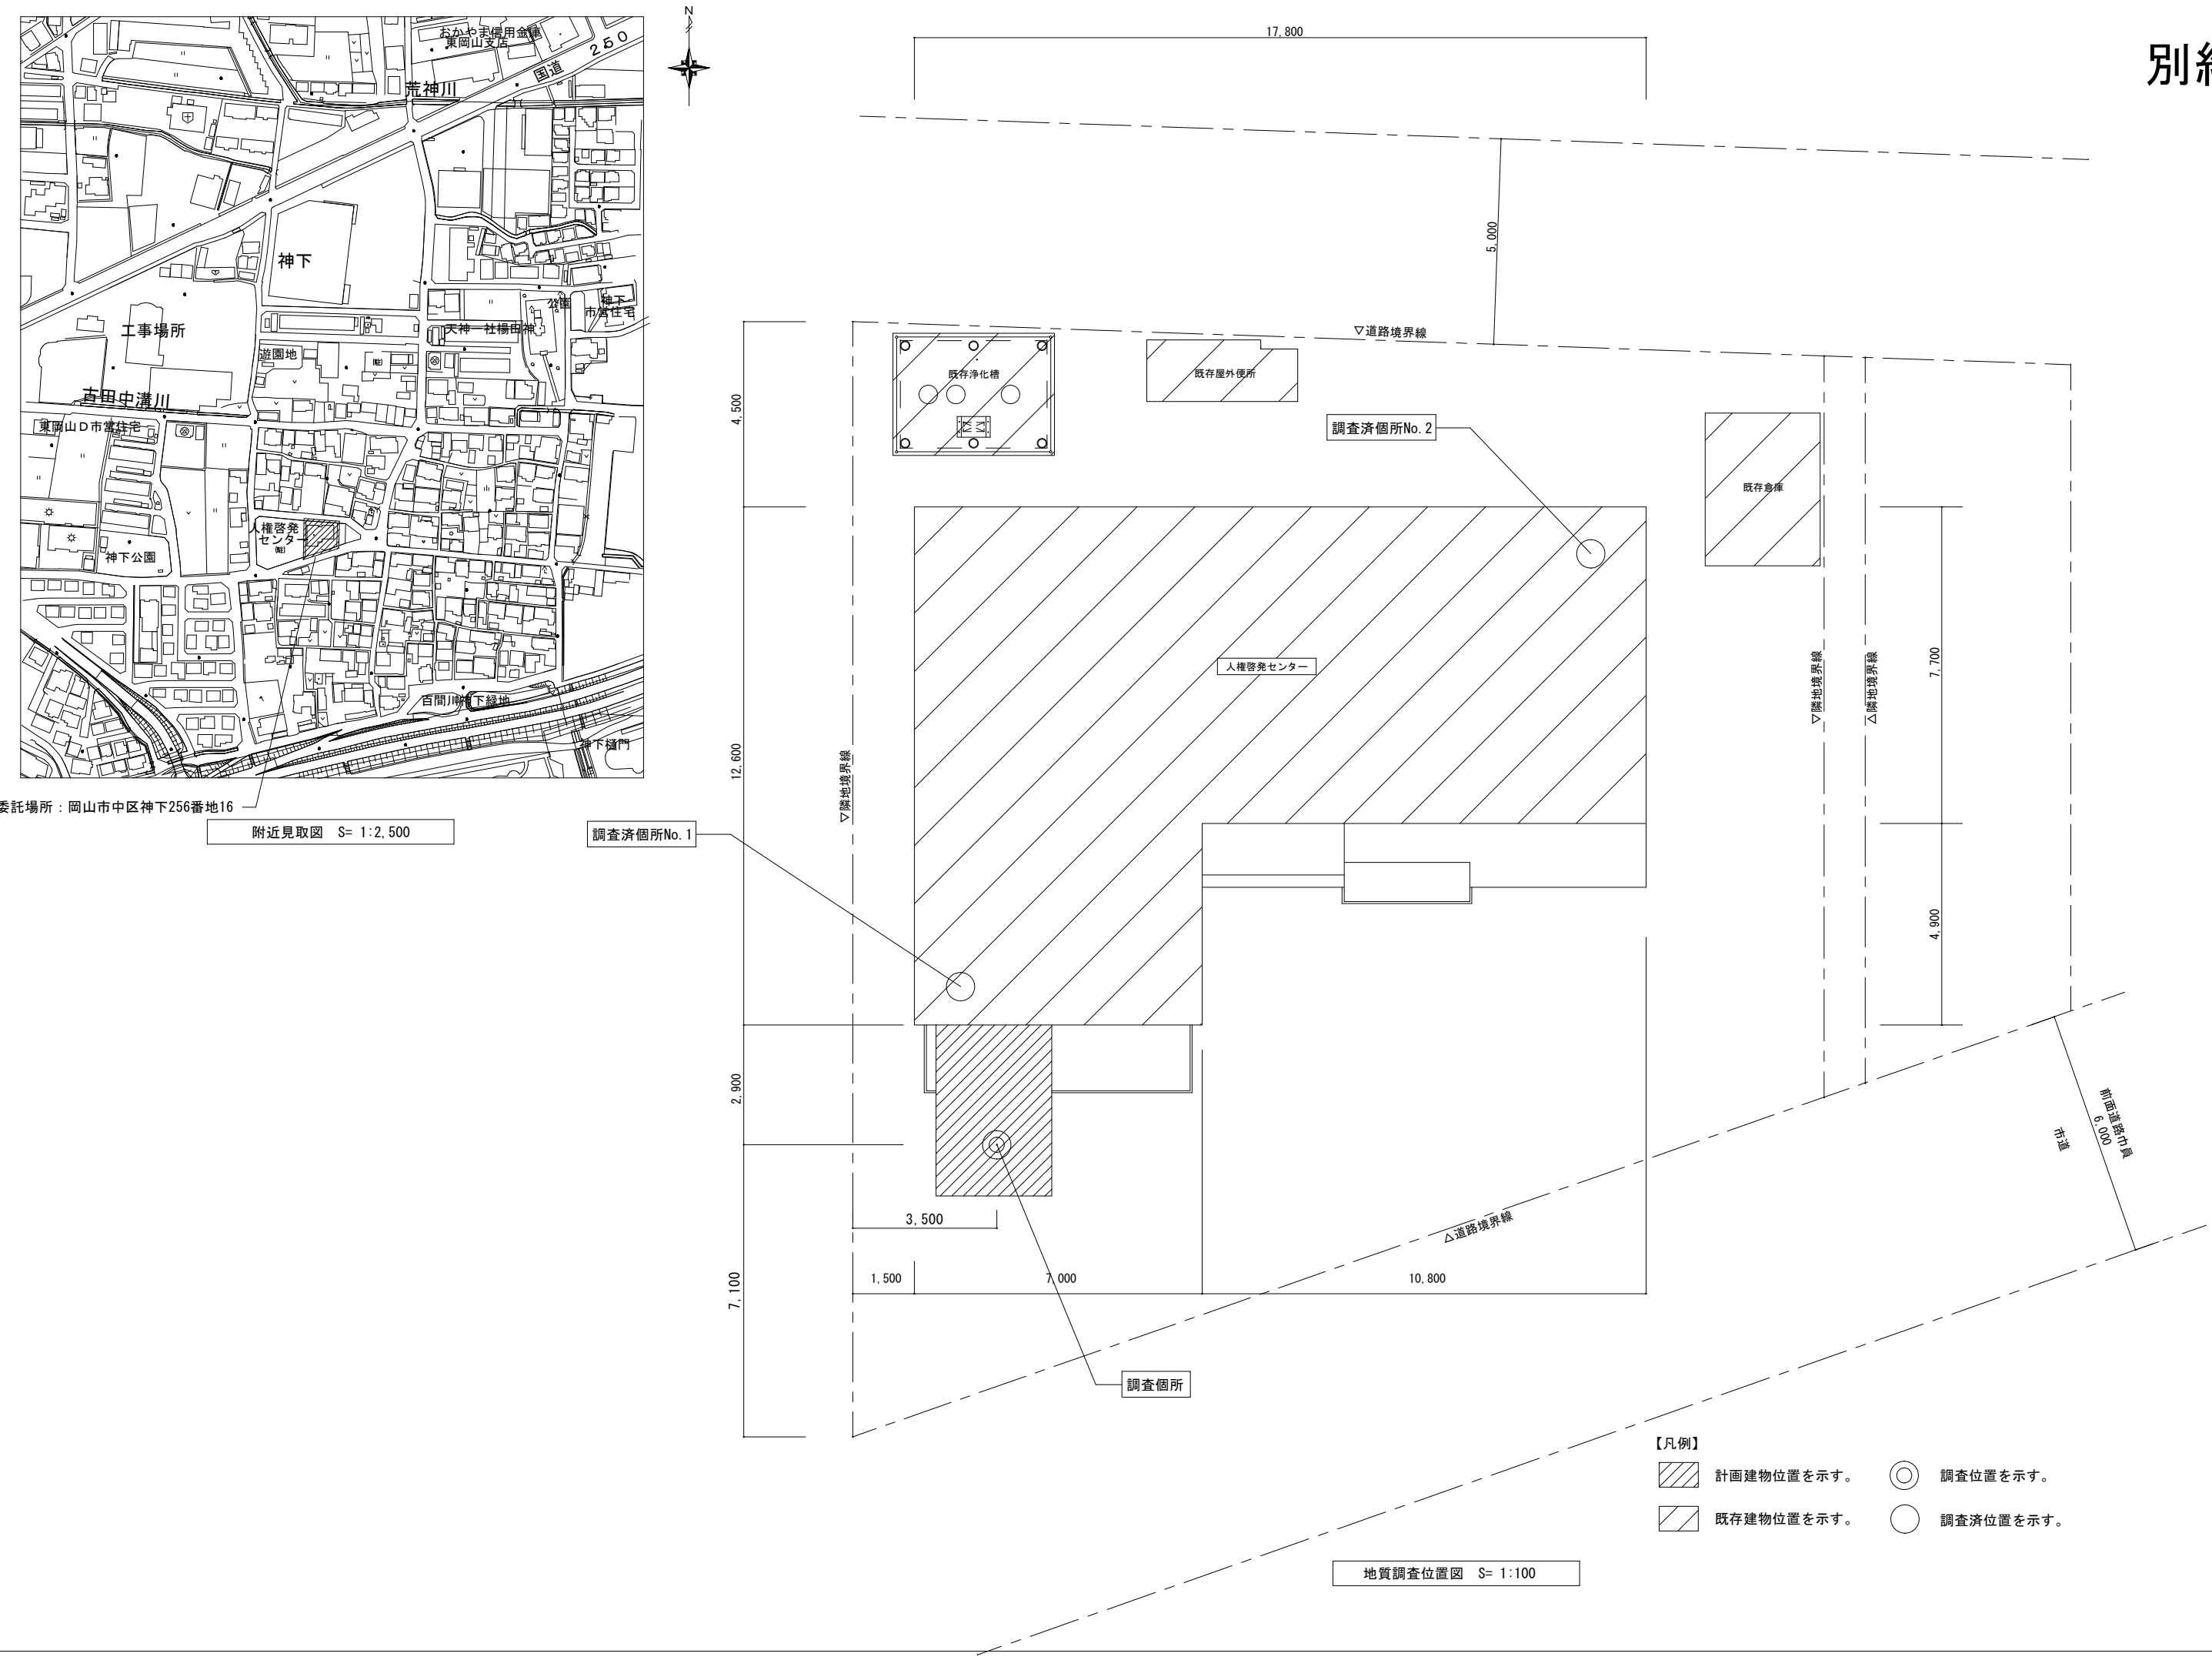 別
N
おかやま信用金庫
東岡山支店
国道
250
荒神川
神下
工事場所
公園
神下
市営住宅
天神一社楊田神
遊園地
古田中溝川
東岡山D市営住宅
人権啓発
センター
神下公園
百間川神下緑地
神下樋門
委託場所：岡山市中区神下256番地16
附近見取図 S= 1:2,500
17,800
5,000
▽道路境界線
既存浄化槽
既存屋外便所
調査済個所No.2
既存倉庫
4,500
12,600
2,900
7,100
▽隣地境界線
人権啓発センター
▽隣地境界線
△隣地境界線
7,700
4,900
調査済個所No.1
3,500
1,500
7,000
10,800
△道路境界線
前面道路巾員
6,000
市道
調査個所
【凡例】
計画建物位置を示す。
調査位置を示す。
既存建物位置を示す。
調査済位置を示す。
地質調査位置図 S= 1:100